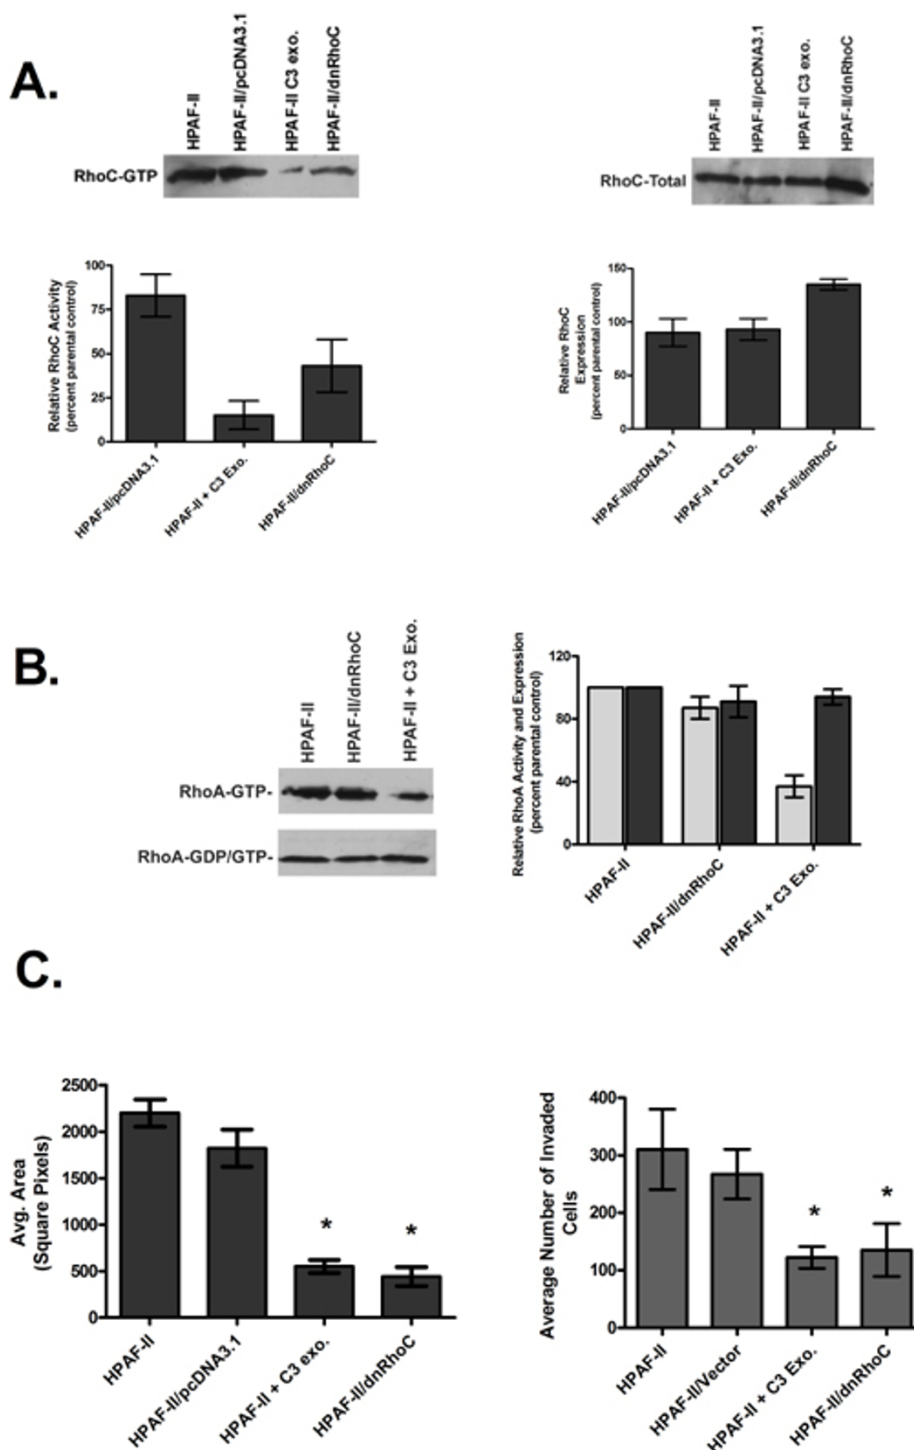 A.
HPAF-II
HPAF-II/pcDNA3.1
HPAF-II C3 exo.
HPAF-II/dnRhoC
RhoC-GTP
HPAF-II
HPAF-II/pcDNA3.1
HPAF-II C3 exo.
HPAF-II/dnRhoC
RhoC-Total
Relative RhoC Activity
(percent parental control)
100
75
50
25
0
HPAF-II/pcDNA3.1
HPAF-II + C3 Exo.
HPAF-II/dnRhoC
Relative RhoC
Expression
(percent parental control)
150
100
50
0
HPAF-II/pcDNA3.1
HPAF-II + C3 Exo.
HPAF-II/dnRhoC
B.
HPAF-II
HPAF-II/dnRhoC
HPAF-II + C3 Exo.
RhoA-GTP-
RhoA-GDP/GTP-
Relative RhoA Activity and Expression
(percent parental control)
120
80
40
0
HPAF-II
HPAF-II/dnRhoC
HPAF-II + C3 Exo.
C.
Avg. Area
(Square Pixels)
2500
2000
1500
1000
500
0
*
*
HPAF-II
HPAF-II/pcDNA3.1
HPAF-II + C3 exo.
HPAF-II/dnRhoC
Average Number of Invaded
Cells
400
300
200
100
0
*
*
HPAF-II
HPAF-II/Vector
HPAF-II + C3 Exo.
HPAF-II/dnRhoC